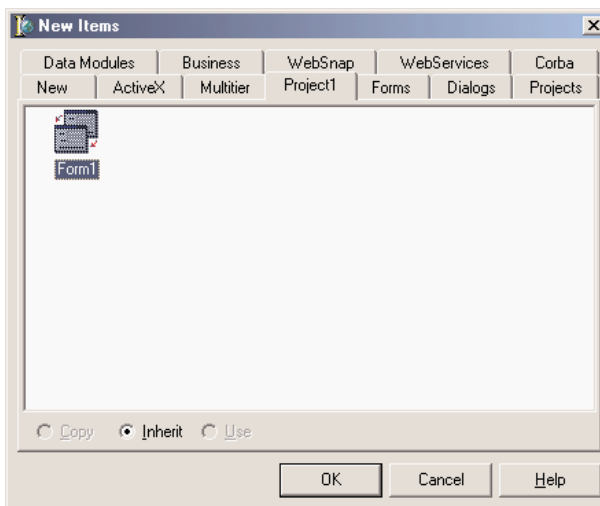 New Items
Data Modules Business WebSnap WebServices Corba
New ActiveX Multitier Project1 Forms Dialogs Projects
Form1
Copy Inherit Use
OK Cancel Help